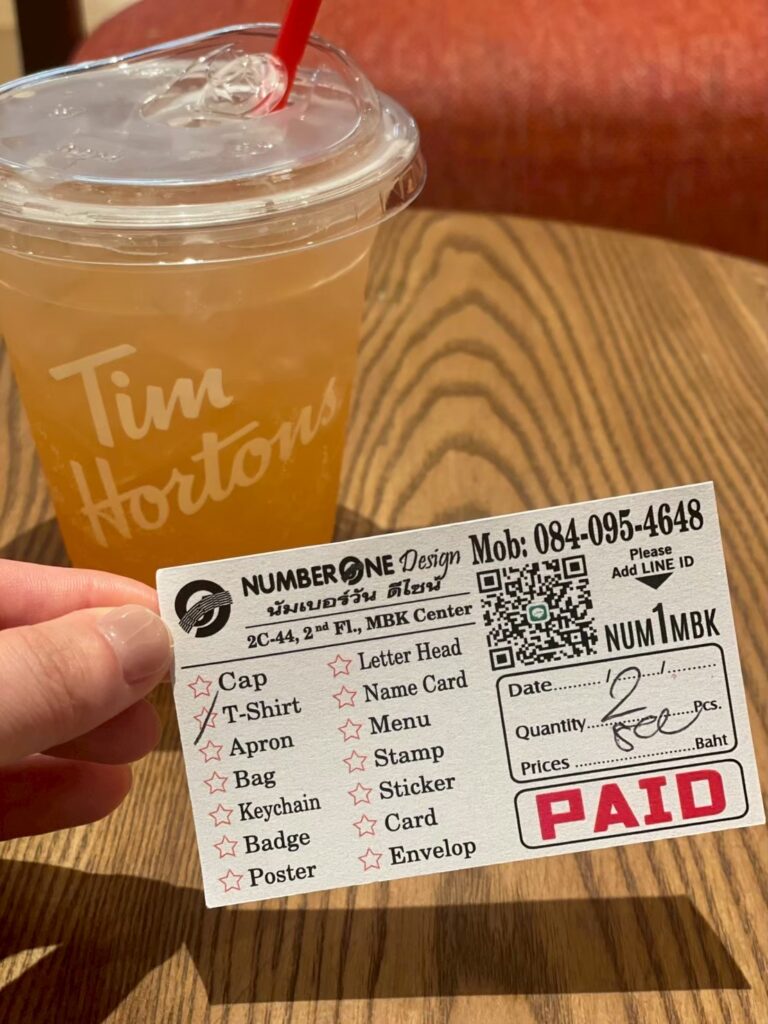 Tim
Hortons
NUMBER ONE Design
นัมเบอร์วัน ดีไซน์
2C-44, 2nd Fl., MBK Center
Mob: 084-095-4648
Please
Add LINE ID
NUM1MBK
Cap
T-Shirt
Apron
Bag
Keychain
Badge
Poster
Letter Head
Name Card
Menu
Stamp
Sticker
Card
Envelop
Date........./........./.........
2
Quantity....................Pcs.
Prices ....................Baht
PAID